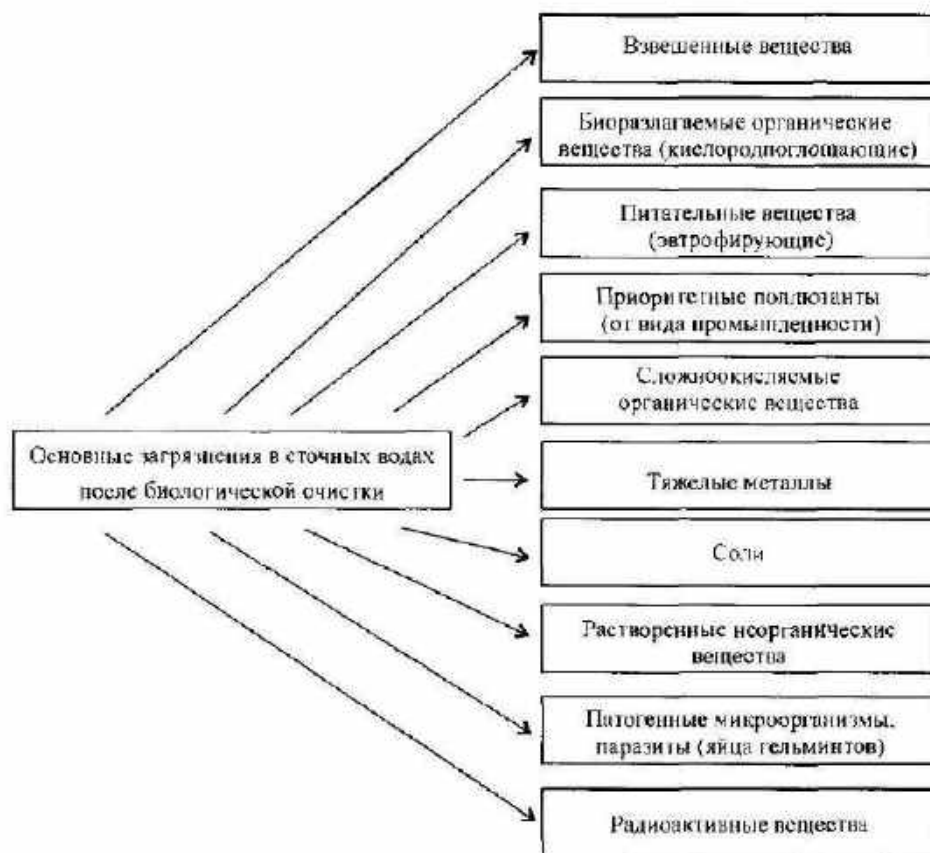 Взвешенные вещества
Биоразлагаемые органические
вещества (кислородпоглощающие)
Питательные вещества
(эвтрофирующие)
Приоритетные поллютанты
(от вида промышленности)
Сложноокисляемые
органические вещества
Основные загрязнения в сточных водах
после биологической очистки
Тяжелые металлы
Соли
Растворенные неорганические
вещества
Патогенные микроорганизмы,
паразиты (яйца гельминтов)
Радиоактивные вещества